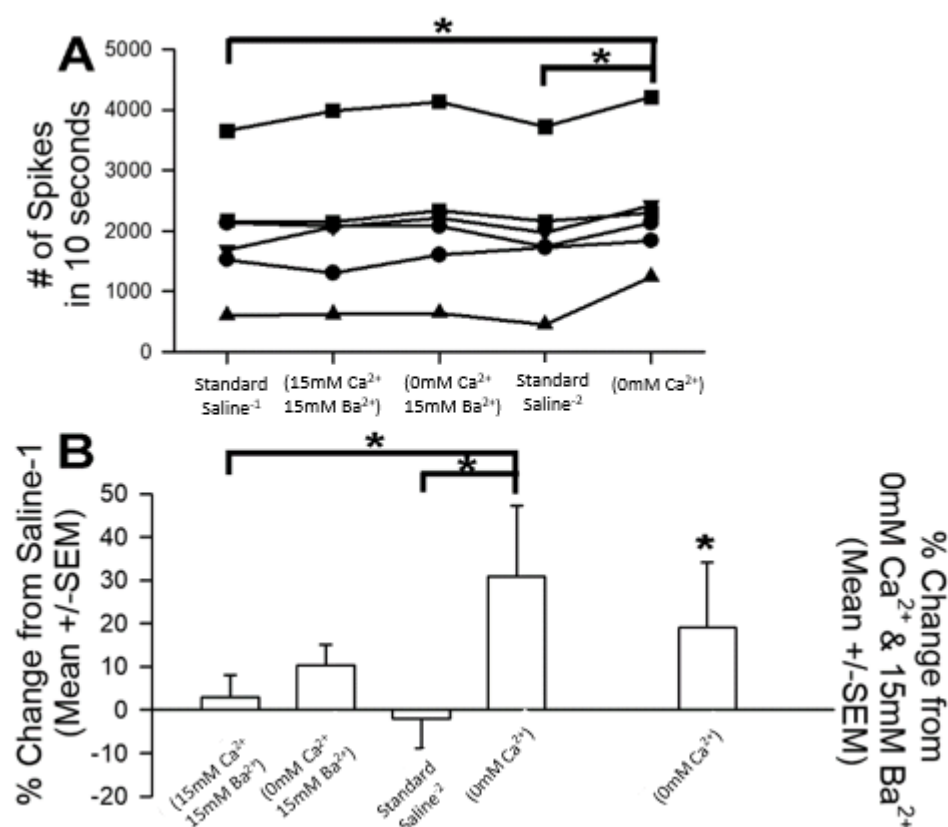 A
*
*
# of Spikes
in 10 seconds
5000
4000
3000
2000
1000
0
Standard
Saline⁻¹
(15mM Ca²⁺
15mM Ba²⁺)
(0mM Ca²⁺
15mM Ba²⁺)
Standard
Saline⁻²
(0mM Ca²⁺)
B
*
*
*
% Change from Saline-1
(Mean +/-SEM)
50
40
30
20
10
0
-10
-20
(15mM Ca²⁺
15mM Ba²⁺)
(0mM Ca²⁺
15mM Ba²⁺)
Standard
Saline⁻²
(0mM Ca²⁺)
(0mM Ca²⁺)
% Change from
0mM Ca²⁺ & 15mM Ba²⁺
(Mean +/-SEM)